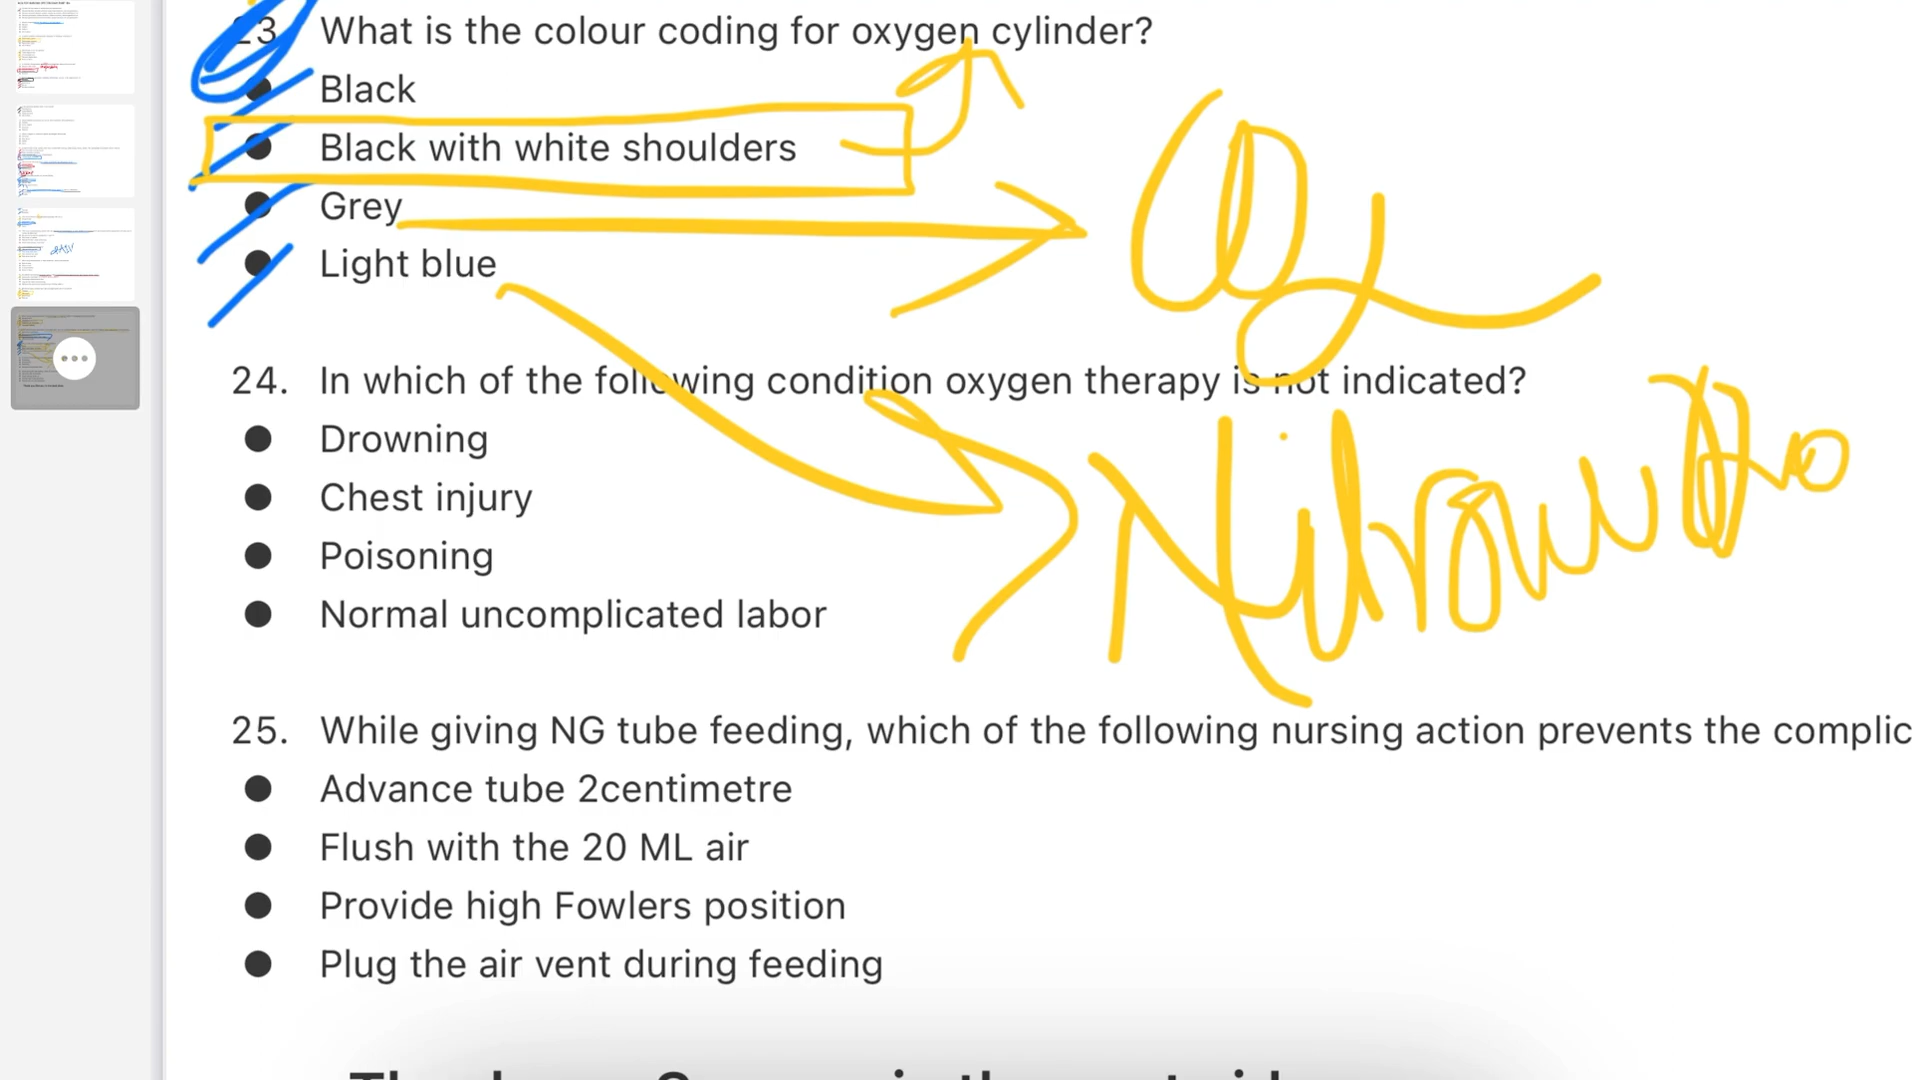 23. What is the colour coding for oxygen cylinder?
Black
Black with white shoulders
Grey
Light blue
24. In which of the following condition oxygen therapy is not indicated?
Drowning
Chest injury
Poisoning
Normal uncomplicated labor
25. While giving NG tube feeding, which of the following nursing action prevents the complic
Advance tube 2centimetre
Flush with the 20 ML air
Provide high Fowlers position
Plug the air vent during feeding